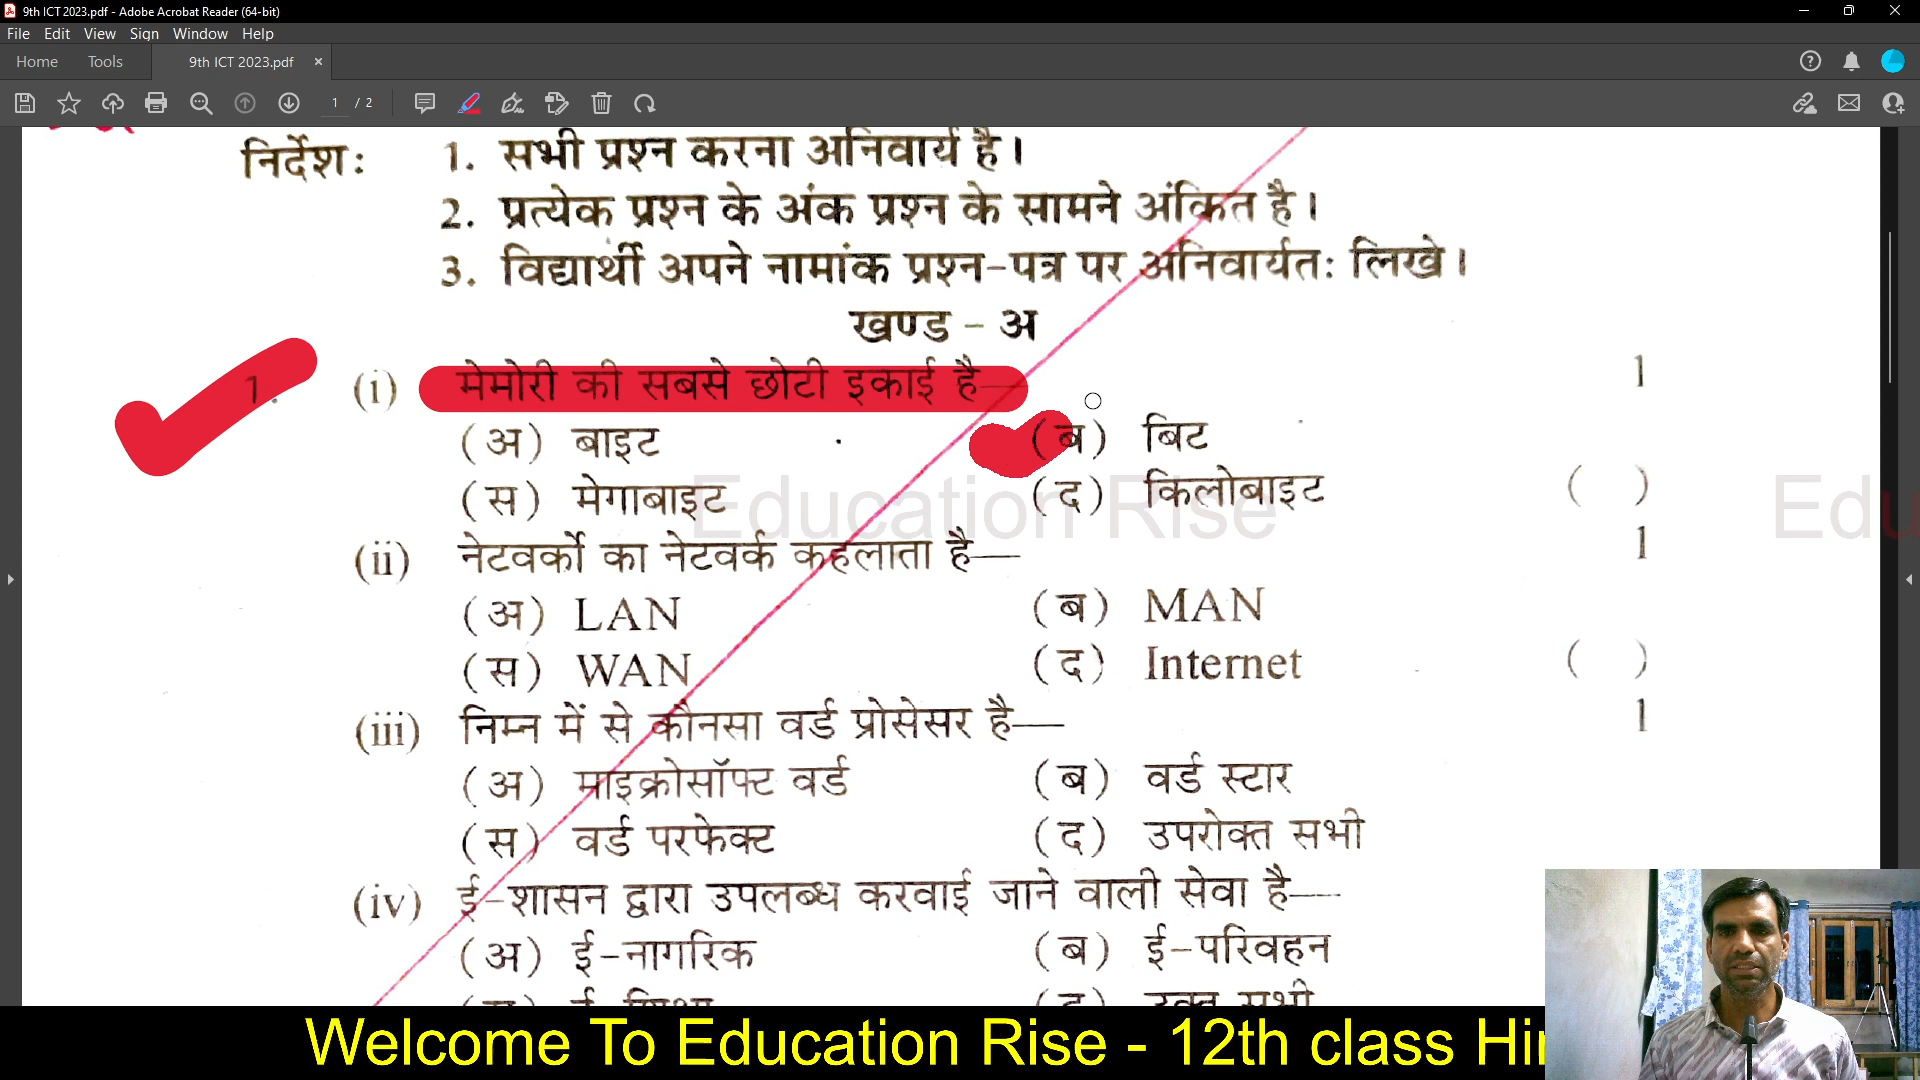 9th ICT 2023.pdf - Adobe Acrobat Reader (64-bit)
File Edit View Sign Window Help
Home Tools 9th ICT 2023.pdf ×
1 / 2
निर्देश: 1. सभी प्रश्न करना अनिवार्य है।
2. प्रत्येक प्रश्न के अंक प्रश्न के सामने अंकित है।
3. विद्यार्थी अपने नामांक प्रश्न-पत्र पर अनिवार्यत: लिखे।
खण्ड - अ
1. (i) मेमोरी की सबसे छोटी इकाई है— 1
(अ) बाइट (ब) बिट
(स) मेगाबाइट (द) किलोबाइट ( )
Education Rise Edu
(ii) नेटवर्को का नेटवर्क कहलाता है— 1
(अ) LAN (ब) MAN
(स) WAN (द) Internet ( )
(iii) निम्न में से कौनसा वर्ड प्रोसेसर है— 1
(अ) माइक्रोसॉफ्ट वर्ड (ब) वर्ड स्टार
(स) वर्ड परफेक्ट (द) उपरोक्त सभी
(iv) ई-शासन द्वारा उपलब्ध करवाई जाने वाली सेवा है—
(अ) ई-नागरिक (ब) ई-परिवहन
Welcome To Education Rise - 12th class Hin